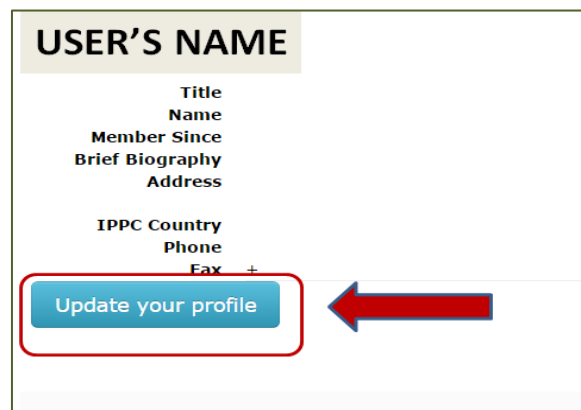 USER’S NAME
Title
Name
Member Since
Brief Biography
Address
IPPC Country
Phone
Fax +
Update your profile